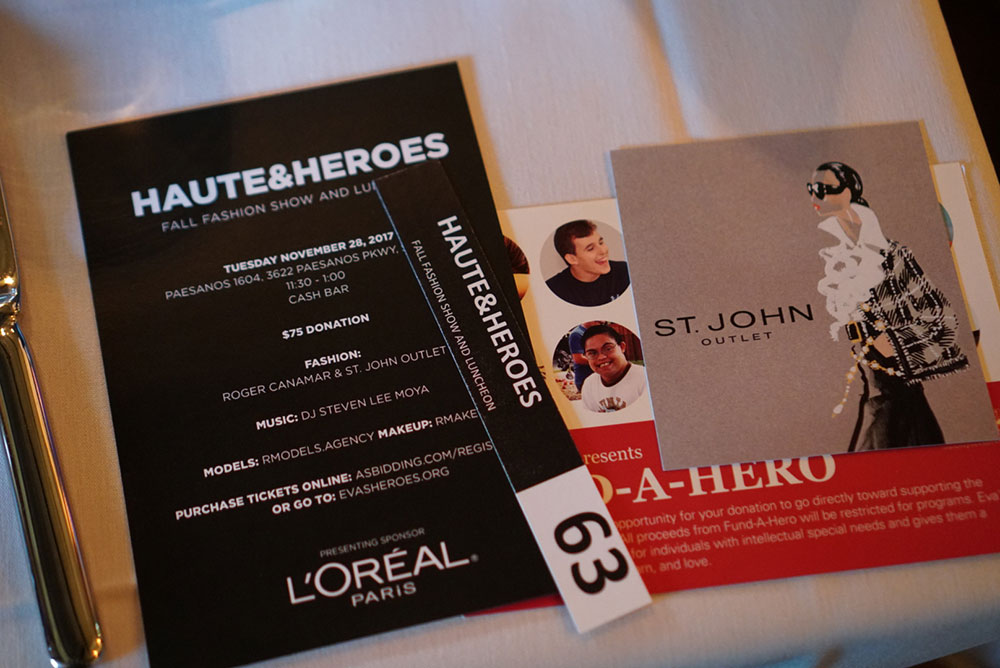 HAUTE&HEROES
FALL FASHION SHOW AND
TUESDAY NOVEMBER 28, 2017
PAESANOS 1604, 3622 PAESANOS PKWY,
11:30 - 1:00
CASH BAR
$75 DONATION
FASHION:
ROGER CANAMAR & ST. JOHN OUTLET
MUSIC: DJ STEVEN LEE MOYA
MODELS: RMODELS.AGENCY MAKEUP: RMAKE
PURCHASE TICKETS ONLINE: ASBIDDING.COM/REGIS
OR GO TO: EVASHEROES.ORG
PRESENTING SPONSOR
L'ORÉAL®
PARIS
HAUTE&HEROES
FALL FASHION SHOW AND LUNCHEON
63
ST. JOHN
OUTLET
resents
-A-HERO
opportunity for your donation to go directly toward supporting the
All proceeds from Fund-A-Hero will be restricted for programs. Eva
for individuals with intellectual special needs and gives them a
rn, and love.